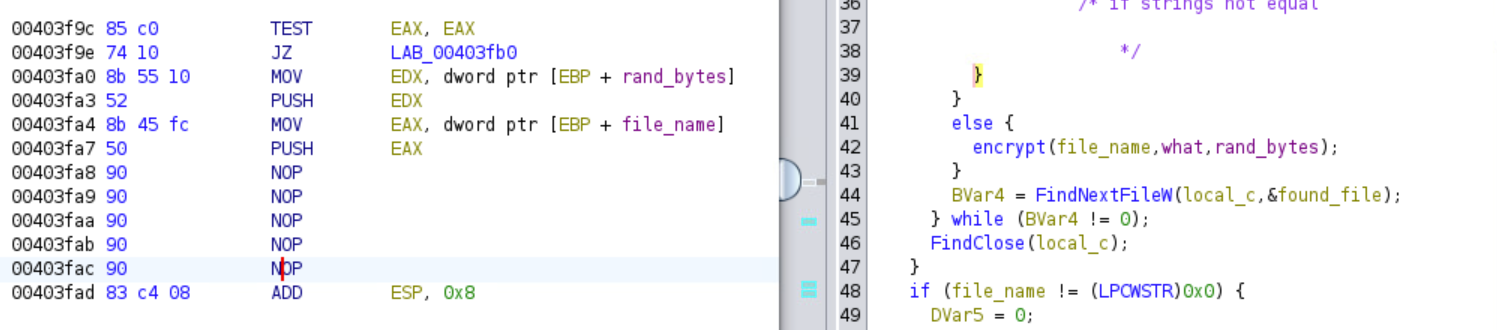 00403f9c 85 c0 TEST EAX, EAX
00403f9e 74 10 JZ LAB_00403fb0
00403fa0 8b 55 10 MOV EDX, dword ptr [EBP + rand_bytes]
00403fa3 52 PUSH EDX
00403fa4 8b 45 fc MOV EAX, dword ptr [EBP + file_name]
00403fa7 50 PUSH EAX
00403fa8 90 NOP
00403fa9 90 NOP
00403faa 90 NOP
00403fab 90 NOP
00403fac 90 NOP
00403fad 83 c4 08 ADD ESP, 0x8
36 /* if strings not equal
37
38 */
39 }
40 }
41 else {
42 encrypt(file_name,what,rand_bytes);
43 }
44 BVar4 = FindNextFileW(local_c,&found_file);
45 } while (BVar4 != 0);
46 FindClose(local_c);
47 }
48 if (file_name != (LPCWSTR)0x0) {
49 DVar5 = 0;